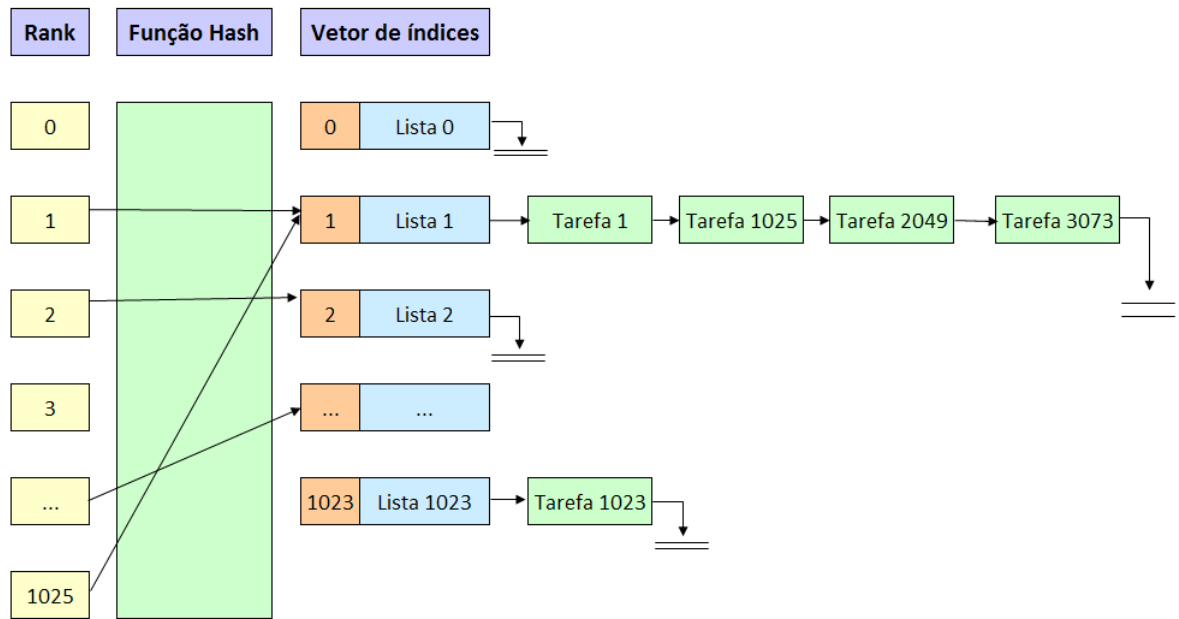 Rank Função Hash Vetor de índices
0 0 Lista 0
1 1 Lista 1 Tarefa 1 Tarefa 1025 Tarefa 2049 Tarefa 3073
2 2 Lista 2
3 ... ...
... 1023 Lista 1023 Tarefa 1023
1025